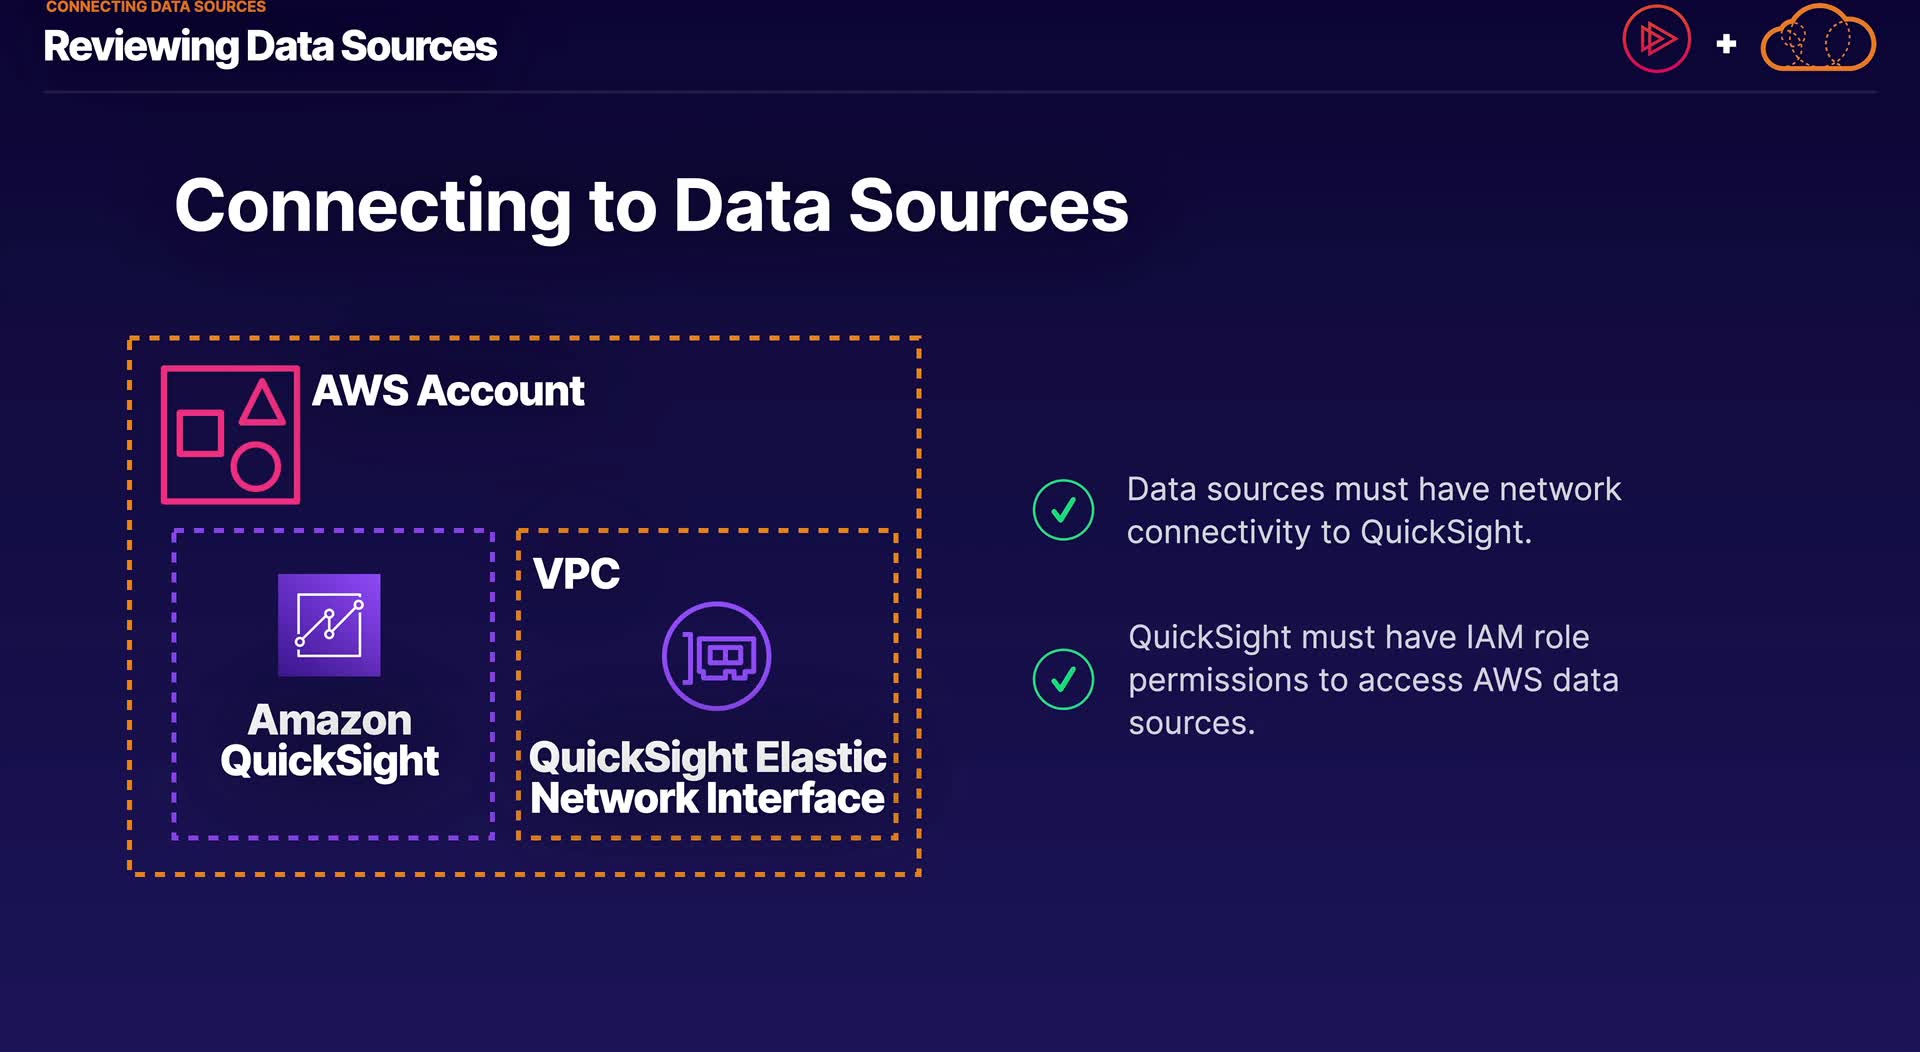 CONNECTING DATA SOURCES
Reviewing Data Sources
+
Connecting to Data Sources
AWS Account
Amazon
QuickSight
VPC
QuickSight Elastic
Network Interface
Data sources must have network
connectivity to QuickSight.
QuickSight must have IAM role
permissions to access AWS data
sources.